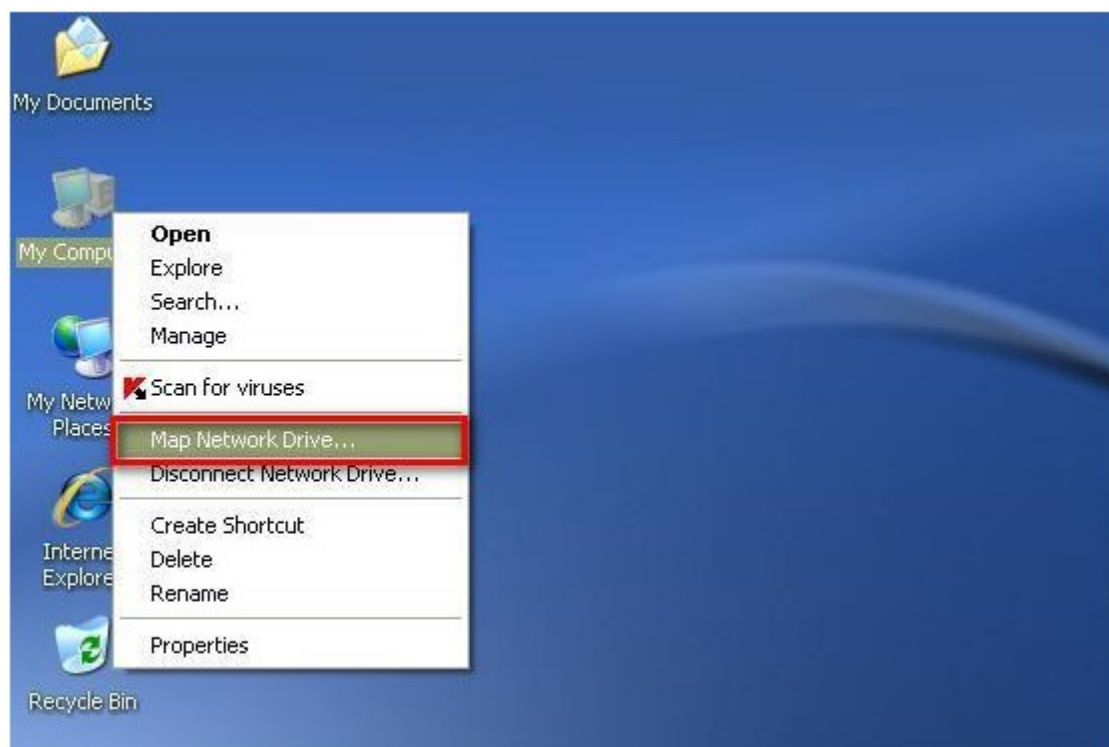 My Documents
My Compu
My Netw
Places
Interne
Explore
Recycle Bin
Open
Explore
Search...
Manage
Scan for viruses
Map Network Drive...
Disconnect Network Drive...
Create Shortcut
Delete
Rename
Properties